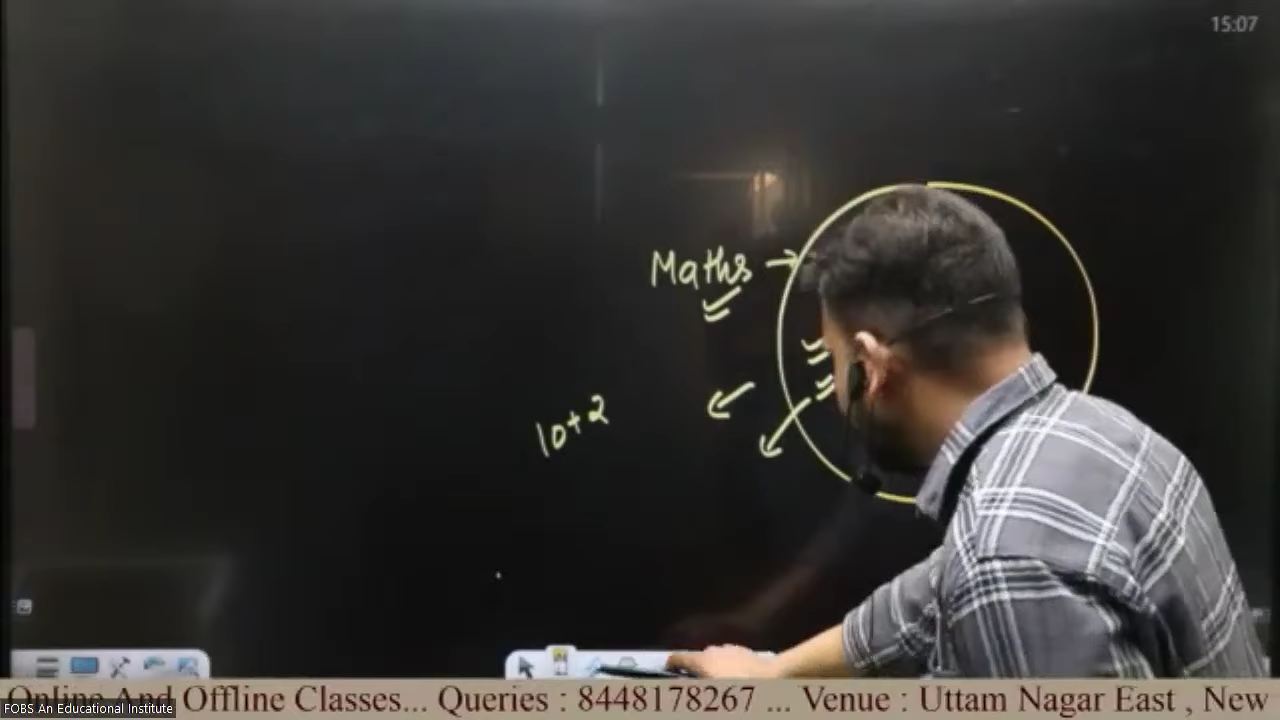 15:07
Maths →
10+2
Online And Offline Classes... Queries : 8448178267 ... Venue : Uttam Nagar East , New
FOBS An Educational Institute